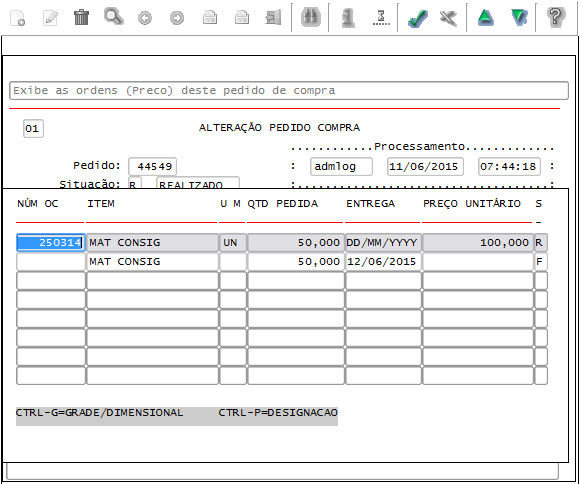 Exibe as ordens (Preco) deste pedido de compra
01 ALTERAÇÃO PEDIDO COMPRA
............Processamento.............
Pedido: 44549 : admlog 11/06/2015 07:44:18 :
Situação: R REALIZADO :......................................:
NÚM OC ITEM U M QTD PEDIDA ENTREGA PREÇO UNITÁRIO S
-
250314 MAT CONSIG UN 50,000 DD/MM/YYYY 100,000 R
MAT CONSIG 50,000 12/06/2015 F
CTRL-G=GRADE/DIMENSIONAL CTRL-P=DESIGNACAO